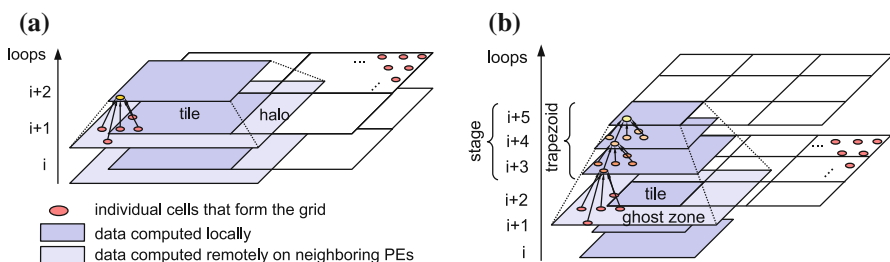 (a)
loops
i+2
i+1
i
tile
halo
...
...
individual cells that form the grid
data computed locally
data computed remotely on neighboring PEs
(b)
loops
i+5
i+4
i+3
i+2
i+1
i
stage
trapezoid
tile
ghost zone
...
...